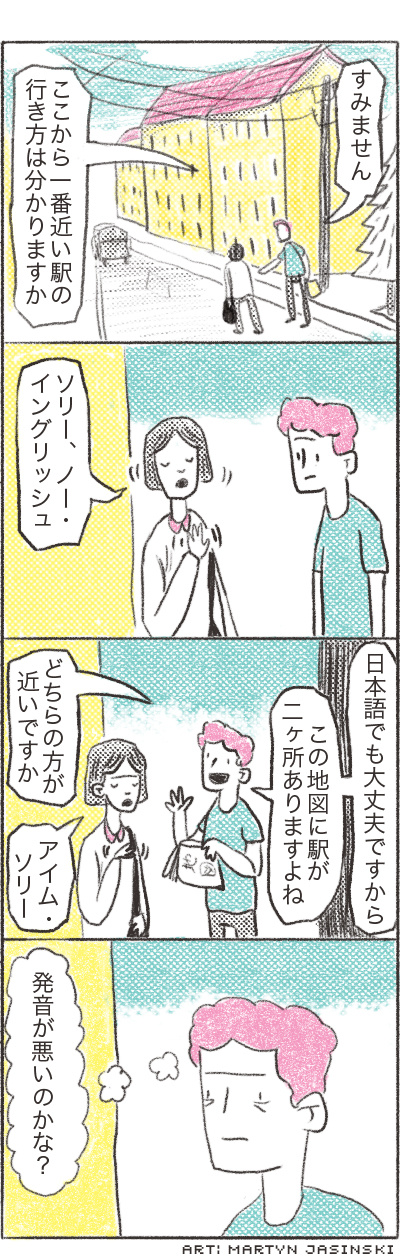 すみません
ここから一番近い駅の
行き方は分かりますか
ソリー、ノー・
イングリッシュ
日本語でも大丈夫ですから
この地図に駅が
二ヶ所ありますよね
どちらの方が
近いですか
アイム・
ソリー
発音が悪いのかな？
ART: MARTYN JASINSKI